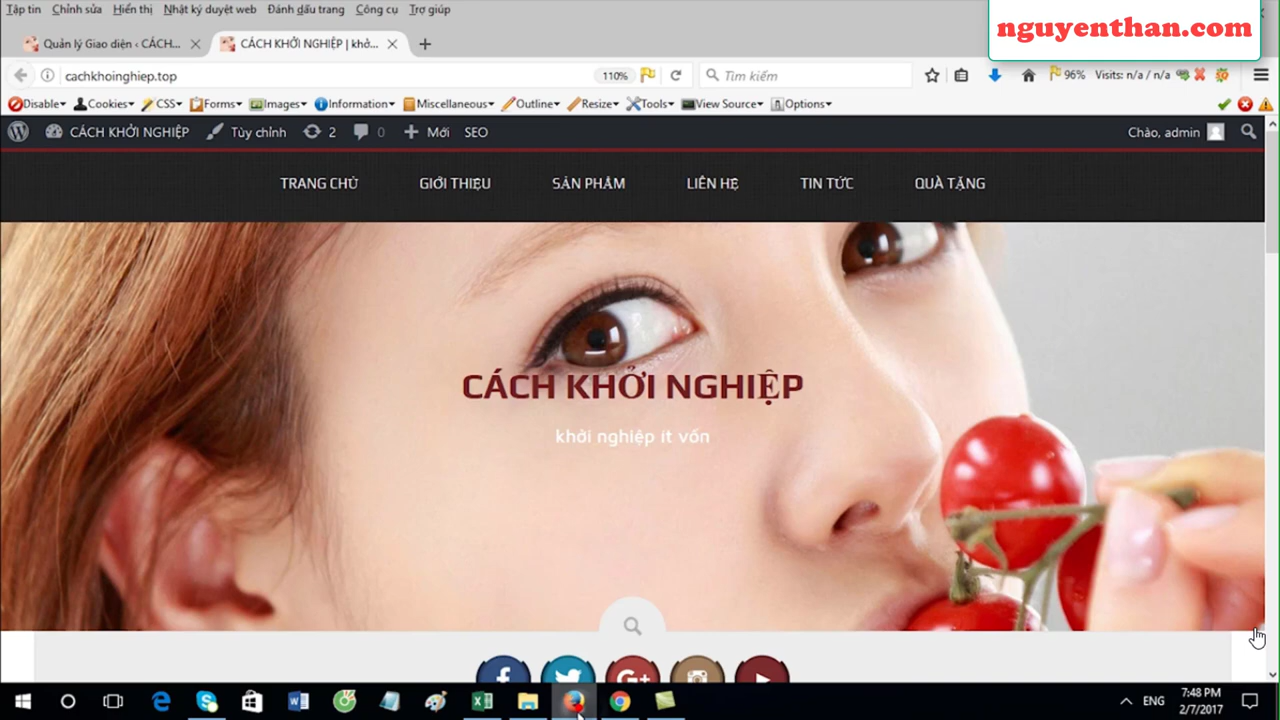 Tập tin Chỉnh sửa Hiển thị Nhật ký duyệt web Đánh dấu trang Công cụ Trợ giúp
nguyenthan.com
Quản lý Giao diện ‹ CÁCH...
CÁCH KHỞI NGHIỆP | khở...
cachkhoinghiep.top
110%
Tìm kiếm
96% Visits: n/a / n/a
Disable Cookies CSS Forms Images Information Miscellaneous Outline Resize Tools View Source Options
CÁCH KHỞI NGHIỆP Tùy chỉnh 2 0 Mới SEO
Chào, admin
TRANG CHỦ GIỚI THIỆU SẢN PHẨM LIÊN HỆ TIN TỨC QUÀ TẶNG
CÁCH KHỞI NGHIỆP
khởi nghiệp ít vốn
ENG
7:48 PM
2/7/2017